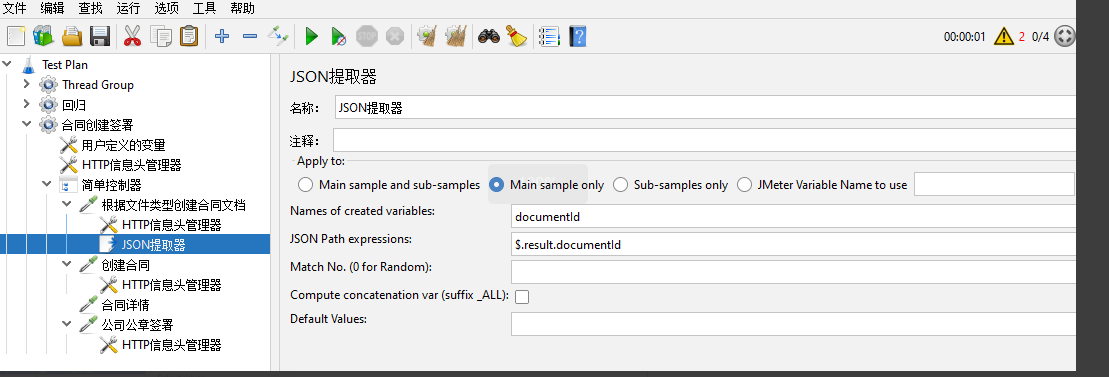 文件 编辑 查找 运行 选项 工具 帮助
00:00:01 2 0/4
Test Plan
Thread Group
回归
合同创建签署
用户定义的变量
HTTP信息头管理器
简单控制器
根据文件类型创建合同文档
HTTP信息头管理器
JSON提取器
创建合同
HTTP信息头管理器
合同详情
公司公章签署
HTTP信息头管理器
JSON提取器
名称： JSON提取器
注释：
Apply to:
Main sample and sub-samples Main sample only Sub-samples only JMeter Variable Name to use
Names of created variables: documentId
JSON Path expressions: $.result.documentId
Match No. (0 for Random):
Compute concatenation var (suffix _ALL):
Default Values: